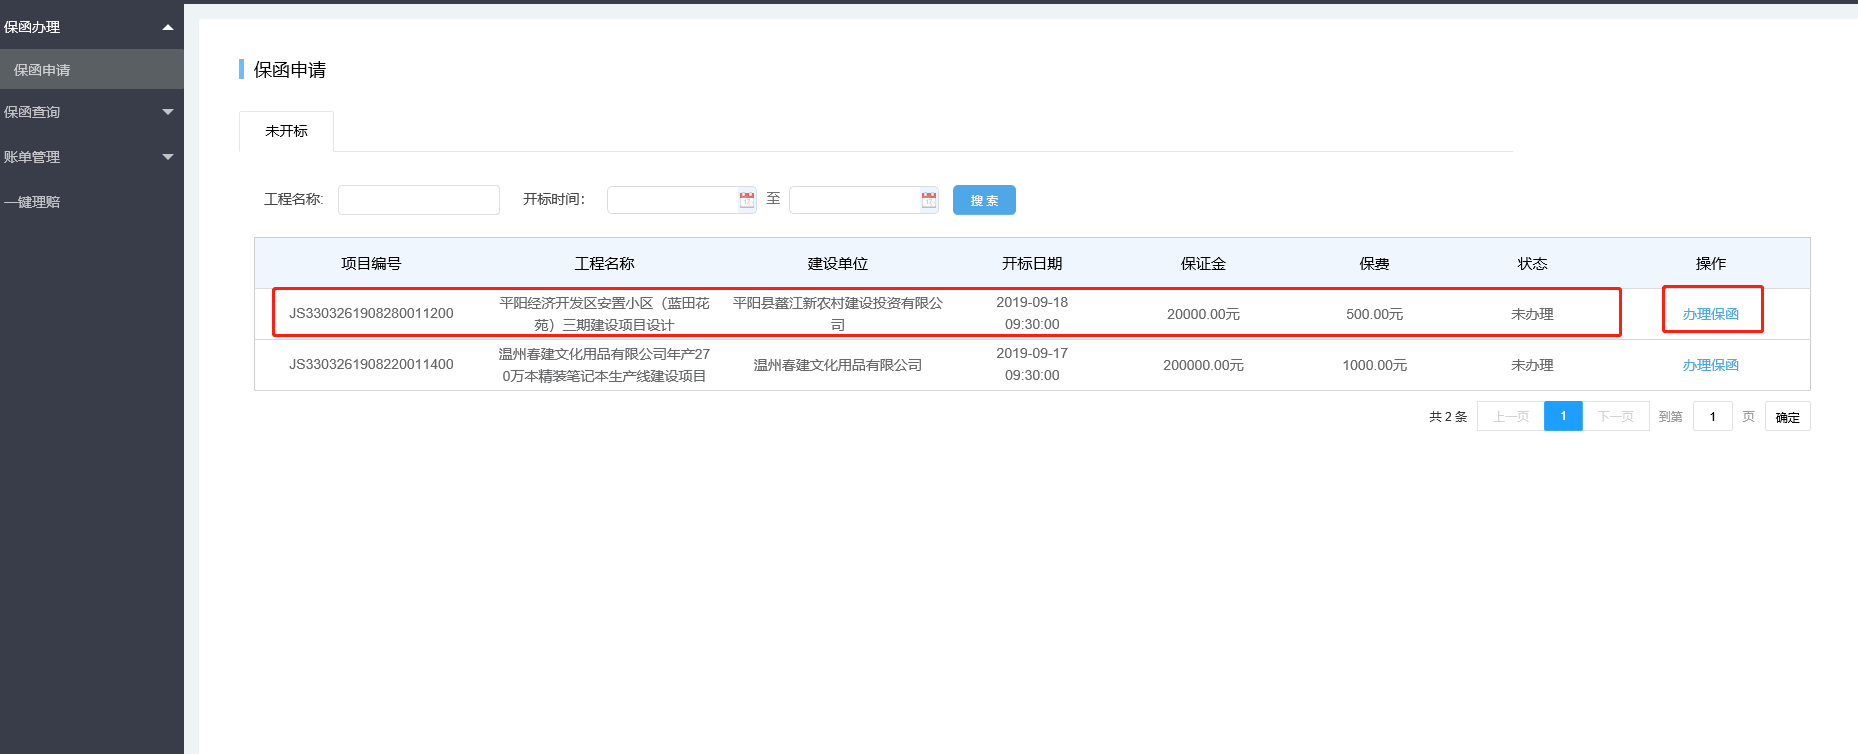 保函办理
保函申请
保函查询
账单管理
一键理赔
保函申请
未开标
工程名称:
开标时间:
至
搜 索
项目编号 工程名称 建设单位 开标日期 保证金 保费 状态 操作
JS3303261908280011200 平阳经济开发区安置小区（蓝田花苑）三期建设项目设计 平阳县鳌江新农村建设投资有限公司 2019-09-18 09:30:00 20000.00元 500.00元 未办理 办理保函
JS3303261908220011400 温州春建文化用品有限公司年产270万本精装笔记本生产线建设项目 温州春建文化用品有限公司 2019-09-17 09:30:00 200000.00元 1000.00元 未办理 办理保函
共 2 条 上一页 1 下一页 到第 1 页 确定